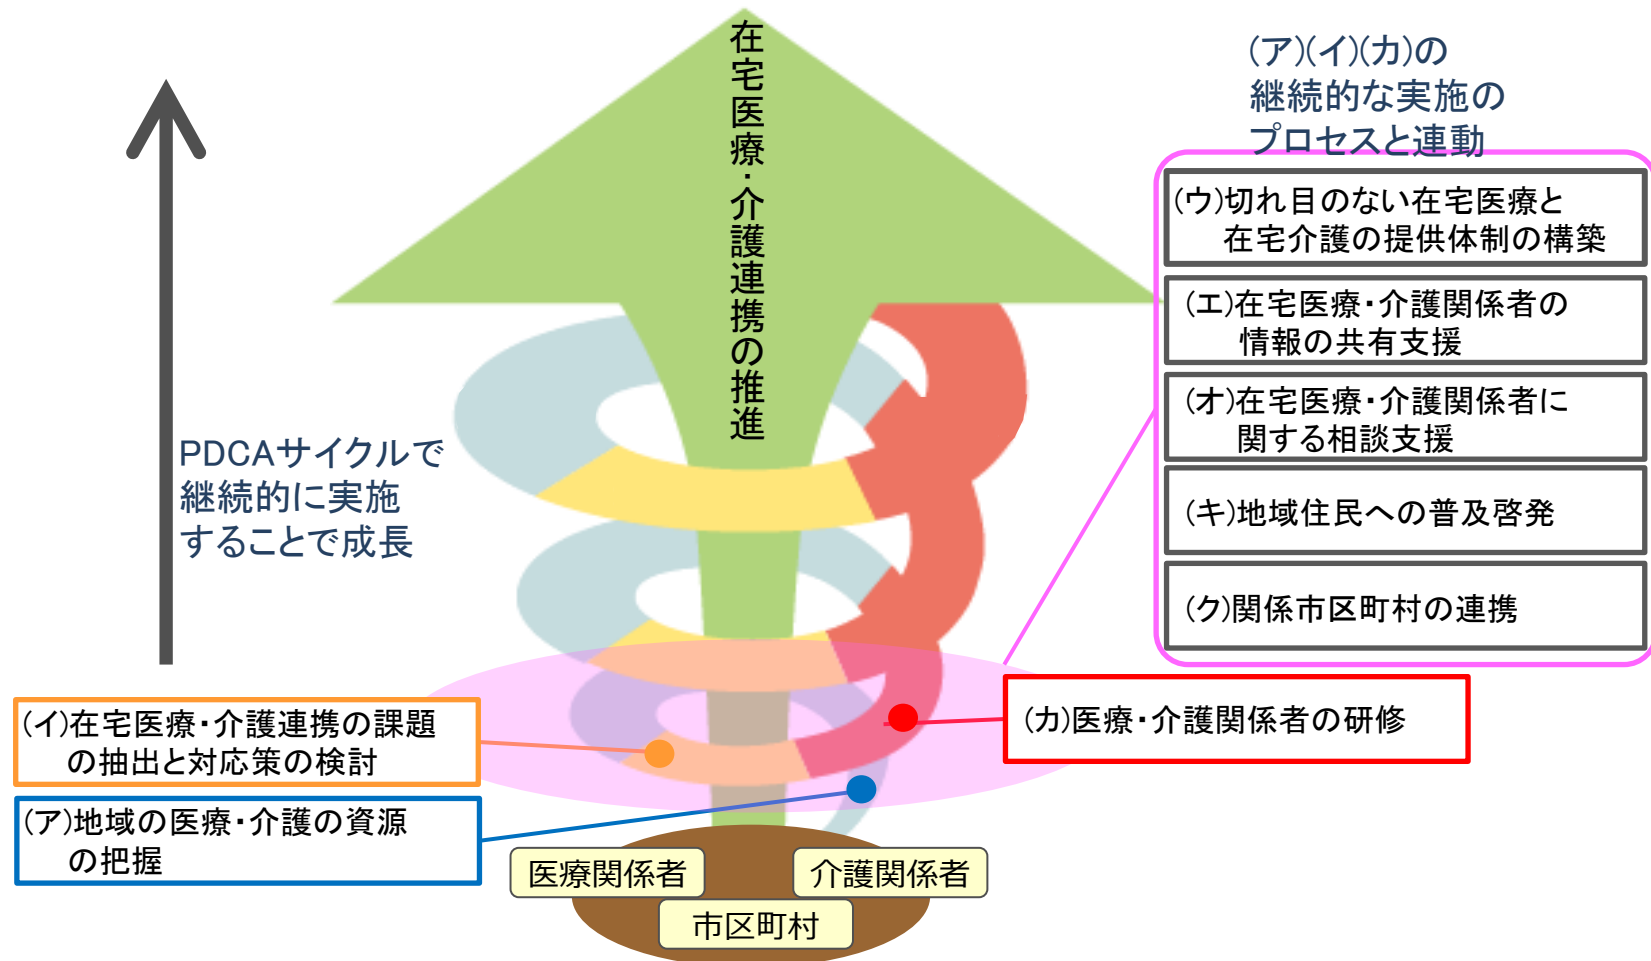 在宅医療・介護連携の推進
(ア)(イ)(カ)の
継続的な実施の
プロセスと連動
(ウ)切れ目のない在宅医療と
在宅介護の提供体制の構築
(エ)在宅医療・介護関係者の
情報の共有支援
(オ)在宅医療・介護関係者に
関する相談支援
(キ)地域住民への普及啓発
(ク)関係市区町村の連携
PDCAサイクルで
継続的に実施
することで成長
(イ)在宅医療・介護連携の課題
の抽出と対応策の検討
(カ)医療・介護関係者の研修
(ア)地域の医療・介護の資源
の把握
医療関係者
介護関係者
市区町村